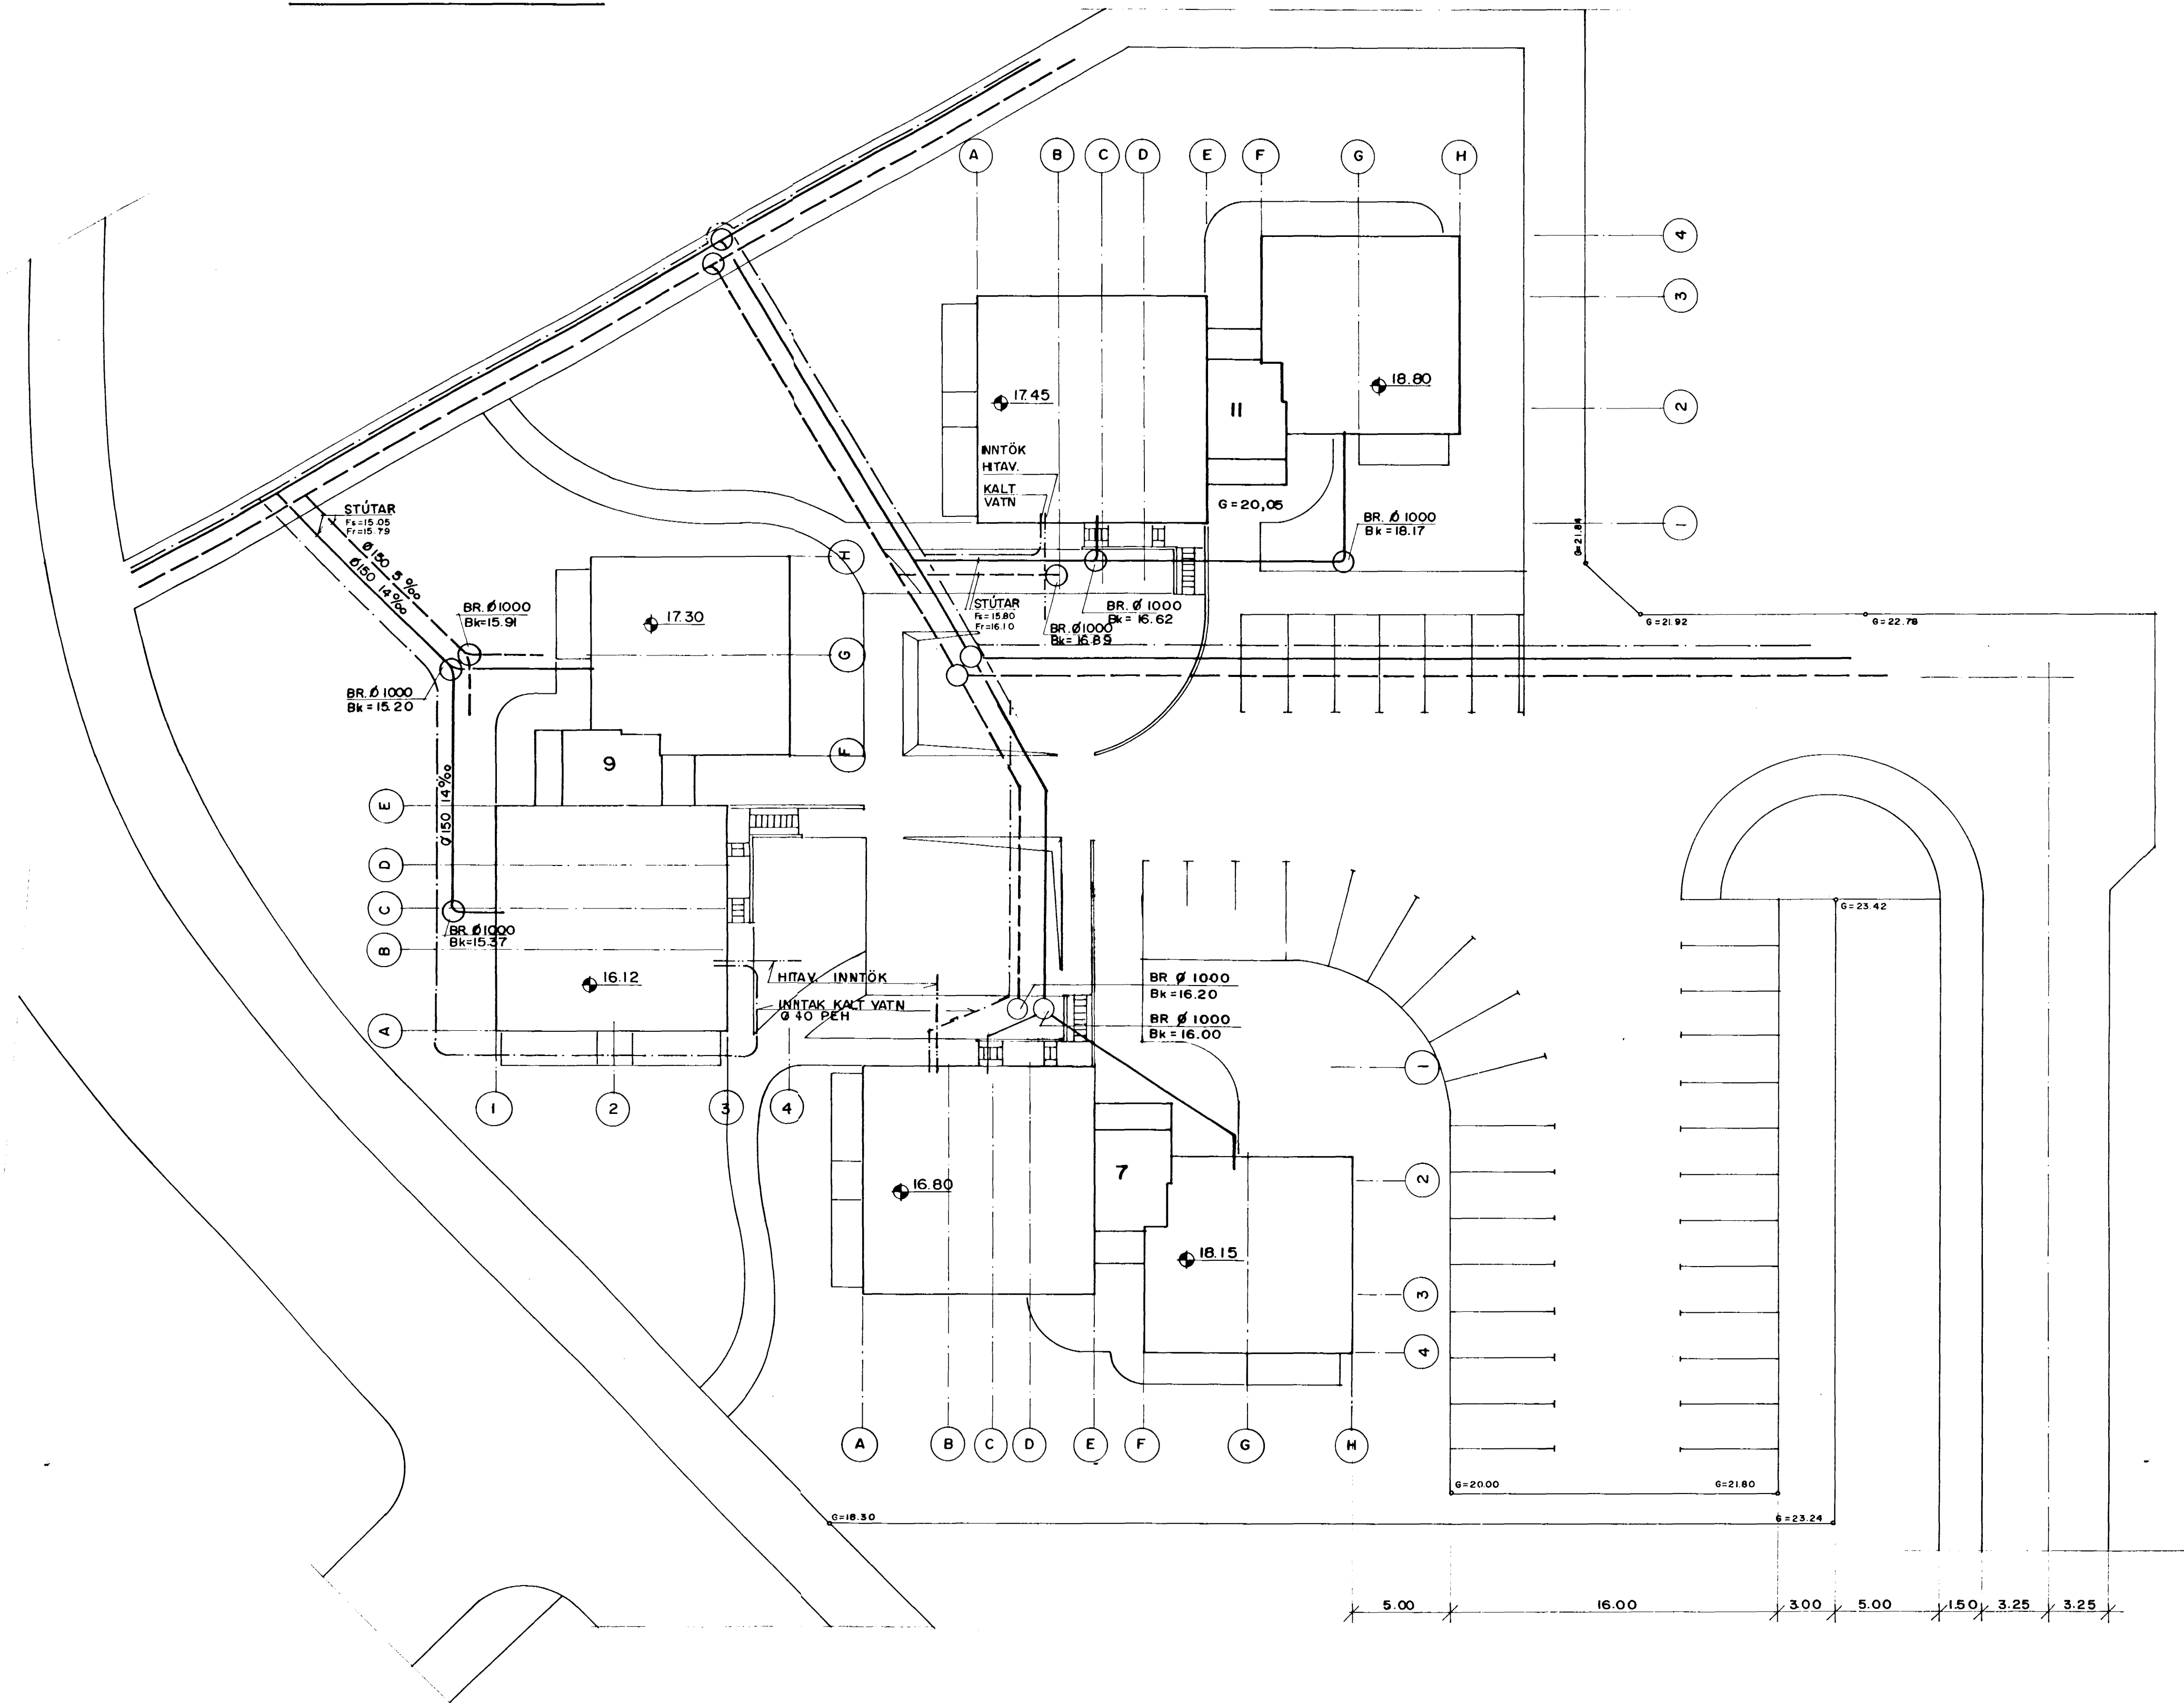 A B C D E F G H
4
3
2
1
17.45
18.80
11
INNTÖK
HITAV.
KALT
VATN
G=20,05
BR. Ø 1000
Bk=18.17
G=21.84
STÚTAR
Fs=15.05
Fr=15.79
Ø150 5‰
Ø150 14‰
BR. Ø1000
Bk=15.91
BR. Ø 1000
Bk=15.20
17.30
H
G
F
STÚTAR
Fs=15.80
Fr=16.10
BR. Ø 1000
Bk=16.62
BR. Ø1000
Bk=16.89
G=21.92
G=22.78
9
Ø150 14‰
E
D
C
B
A
BR. Ø1000
Bk=15.37
16.12
HITAV. INNTÖK
INNTAK KALT VATN
Ø 40 PEH
BR Ø 1000
Bk=16.20
BR Ø 1000
Bk=16.00
G=23.42
1 2 3 4
1
2
3
4
7
16.80
18.15
A B C D E F G H
G=20.00
G=21.80
G=18.30
G=23.24
5.00 16.00 3.00 5.00 1.50 3.25 3.25